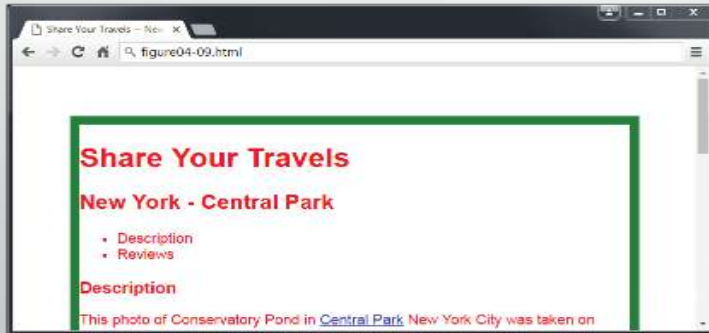 Share Your Travels – New
figure04-09.html
Share Your Travels
New York - Central Park
Description
Reviews
Description
This photo of Conservatory Pond in Central Park New York City was taken on